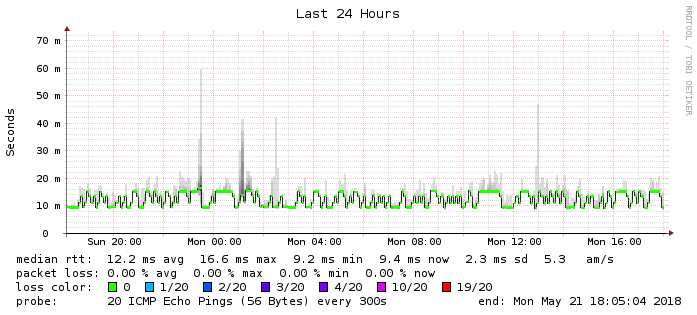 Last 24 Hours
RRDTOOL / TOBI OETIKER
Seconds
70 m
60 m
50 m
40 m
30 m
20 m
10 m
0
Sun 20:00 Mon 00:00 Mon 04:00 Mon 08:00 Mon 12:00 Mon 16:00
median rtt: 12.2 ms avg 16.6 ms max 9.2 ms min 9.4 ms now 2.3 ms sd 5.3 am/s
packet loss: 0.00 % avg 0.00 % max 0.00 % min 0.00 % now
loss color: 0 1/20 2/20 3/20 4/20 10/20 19/20
probe: 20 ICMP Echo Pings (56 Bytes) every 300s end: Mon May 21 18:05:04 2018